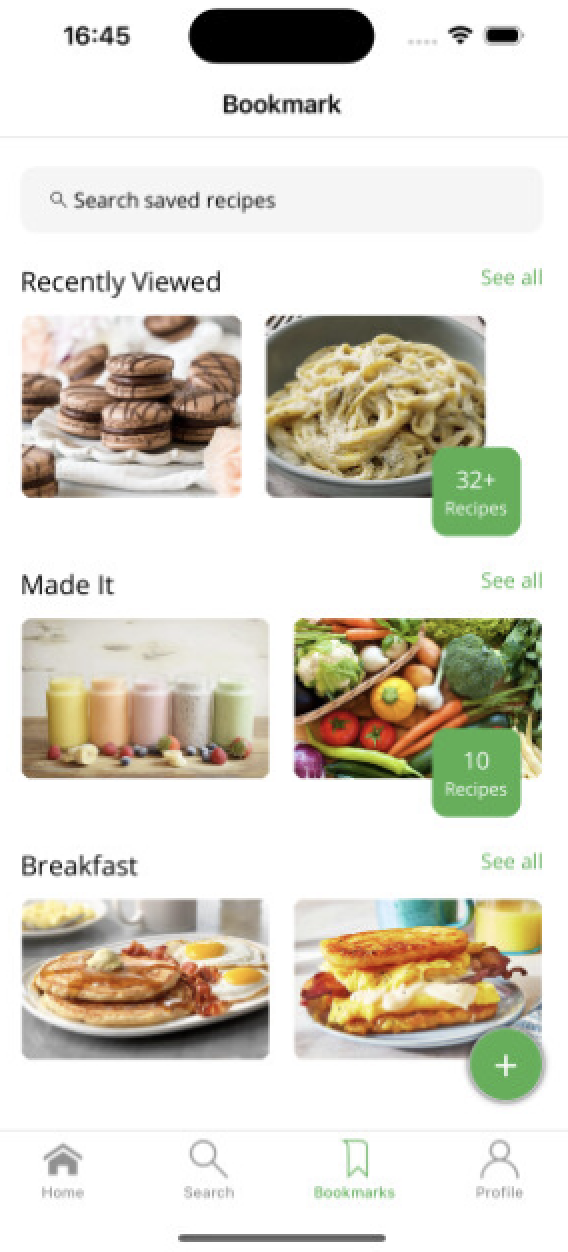 16:45
Bookmark
Search saved recipes
Recently Viewed
See all
32+
Recipes
Made It
See all
10
Recipes
Breakfast
See all
+
Home
Search
Bookmarks
Profile